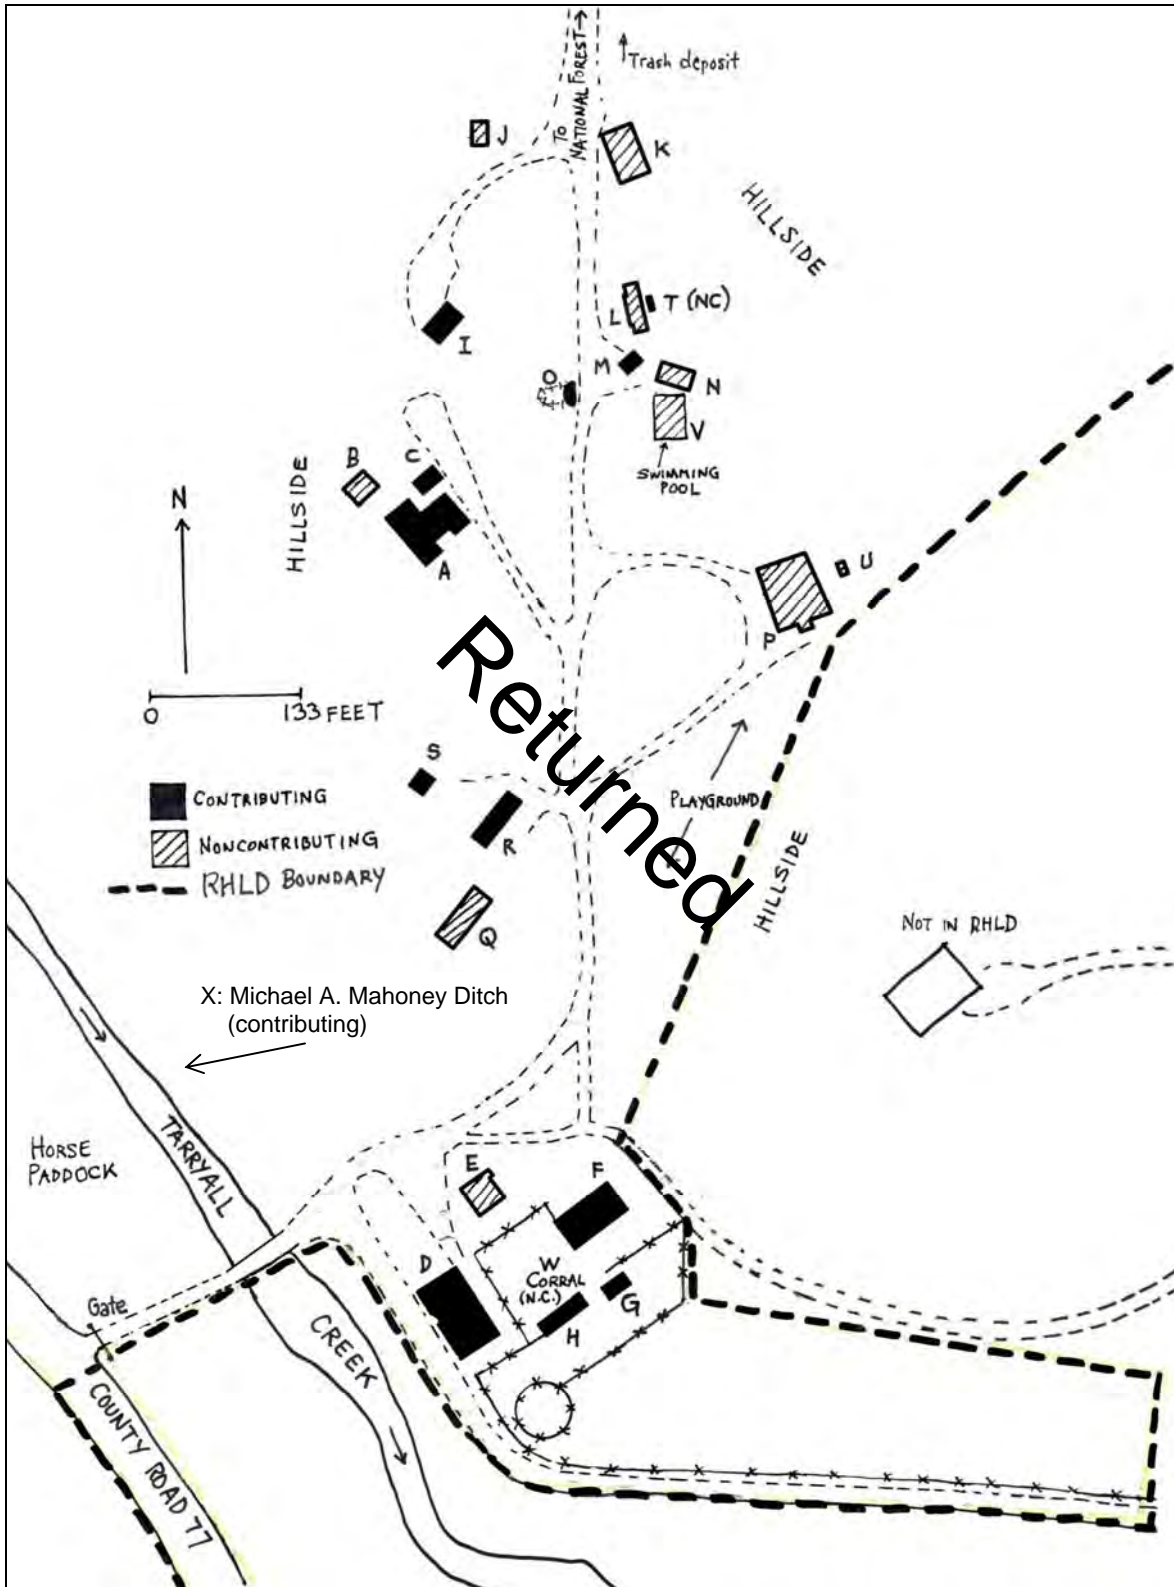 Trash deposit
TO
NATIONAL FOREST
J
K
HILLSIDE
L
T (NC)
I
M
O
N
V
SWIMMING
POOL
B
C
HILLSIDE
N
A
U
P
0
133 FEET
S
R
Q
CONTRIBUTING
NONCONTRIBUTING
RHLD BOUNDARY
Returned
PLAYGROUND
HILLSIDE
NOT IN RHLD
X: Michael A. Mahoney Ditch
(contributing)
HORSE
PADDOCK
TARRYALL
CREEK
E
F
D
W
CORRAL
(N.C.)
G
H
Gate
COUNTY ROAD 77